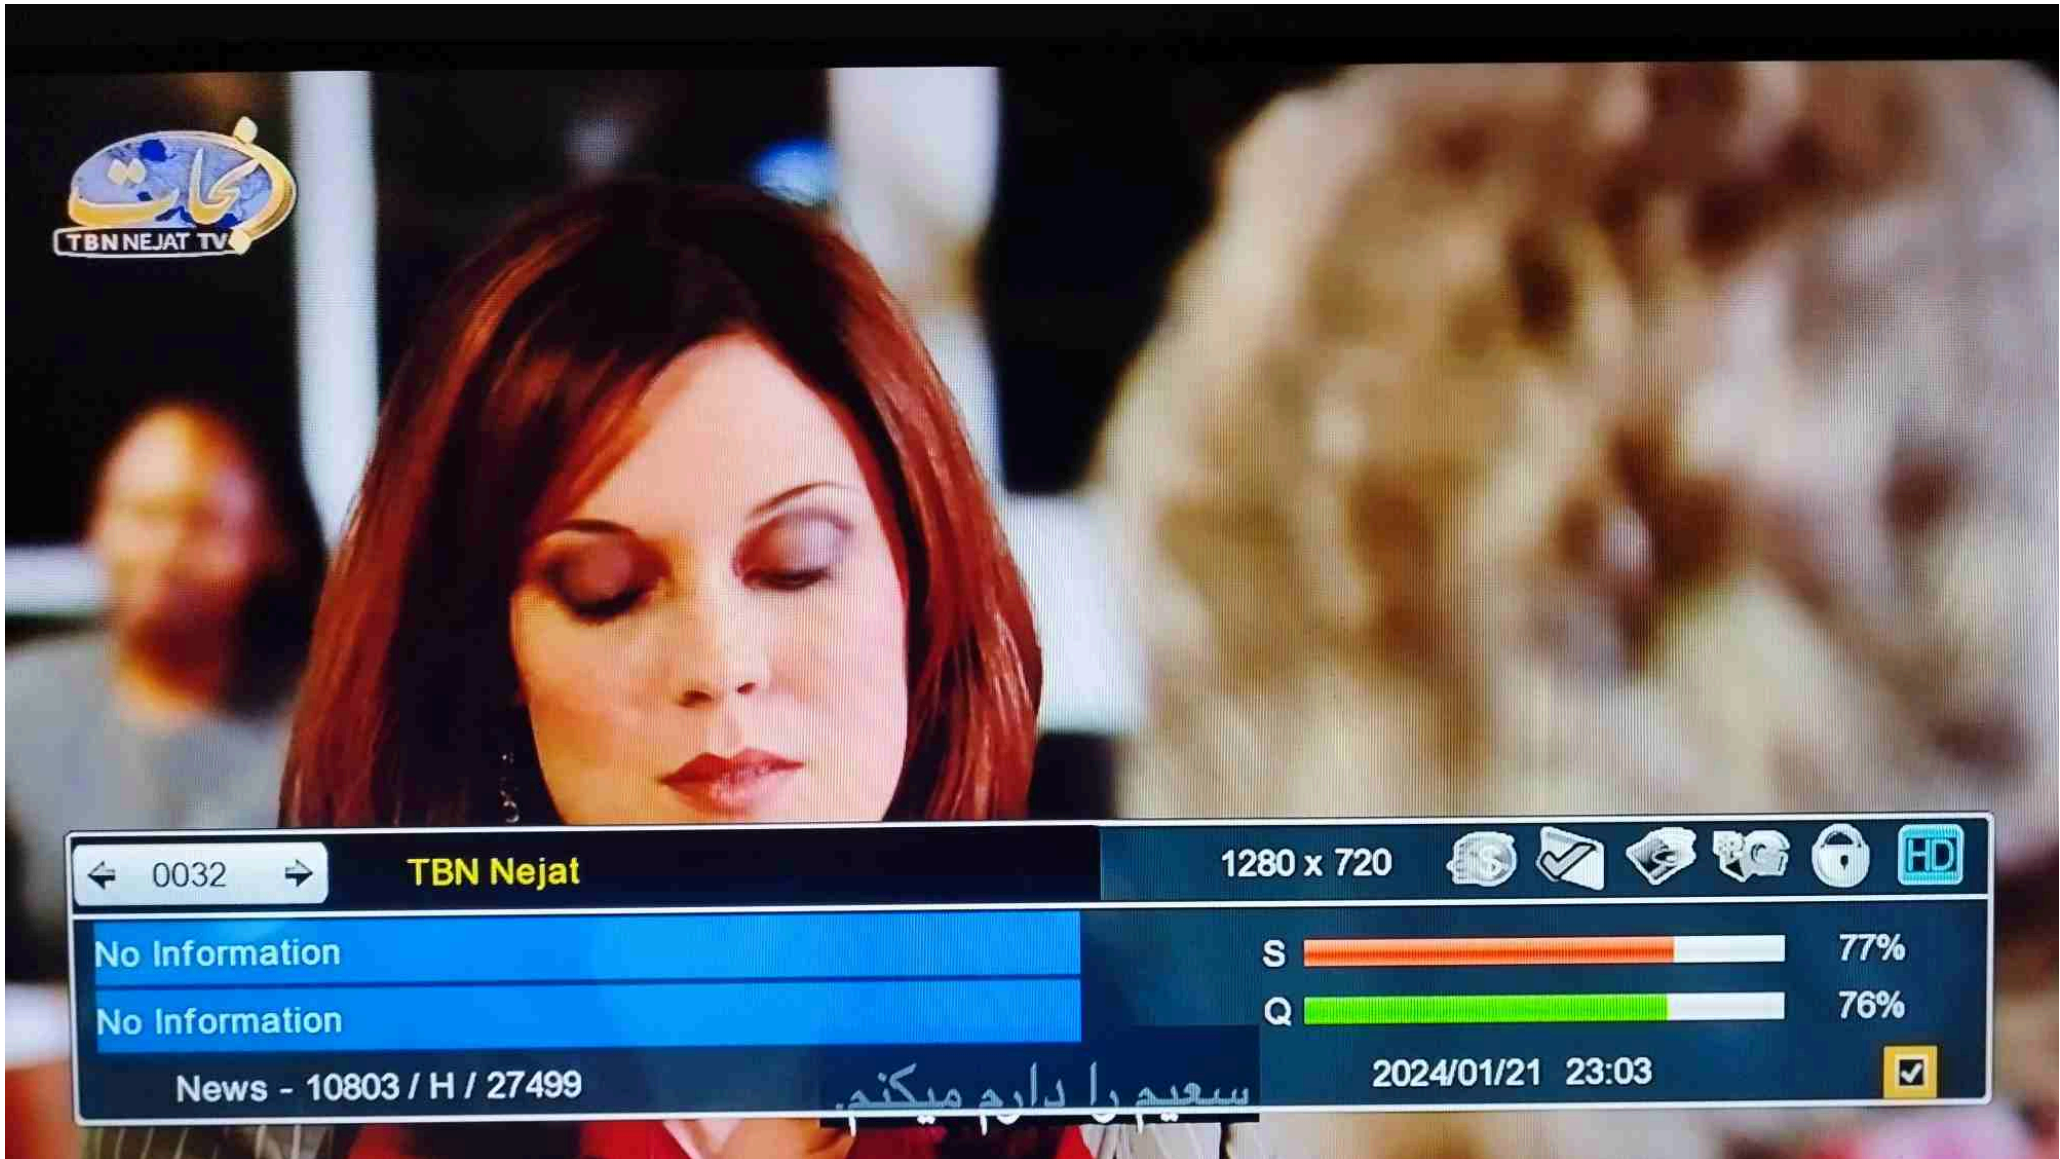 نجات
TBN NEJAT TV
0032
TBN Nejat
1280 x 720
HD
No Information
S
77%
No Information
Q
76%
News - 10803 / H / 27499
سعیم را دارم میکنم.
2024/01/21 23:03